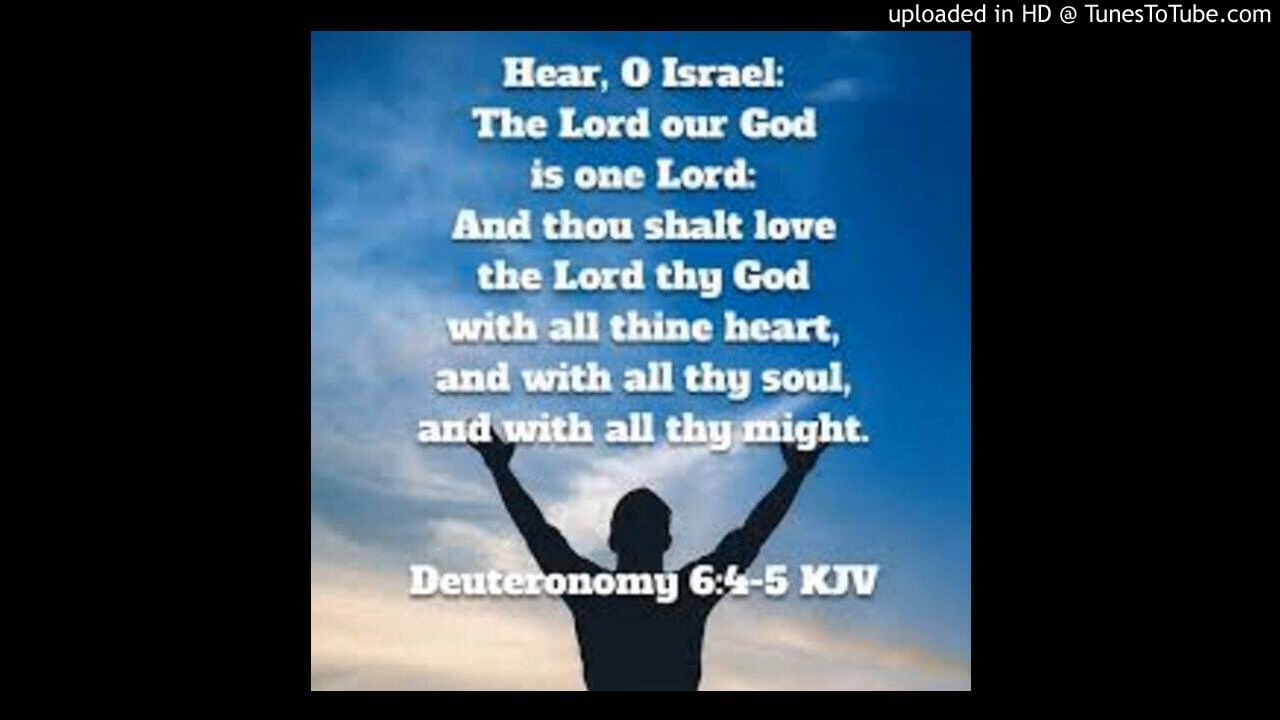 uploaded in HD @ TunesToTube.com
Hear, O Israel:
The Lord our God
is one Lord:
And thou shalt love
the Lord thy God
with all thine heart,
and with all thy soul,
and with all thy might.
Deuteronomy 6:4-5 KJV